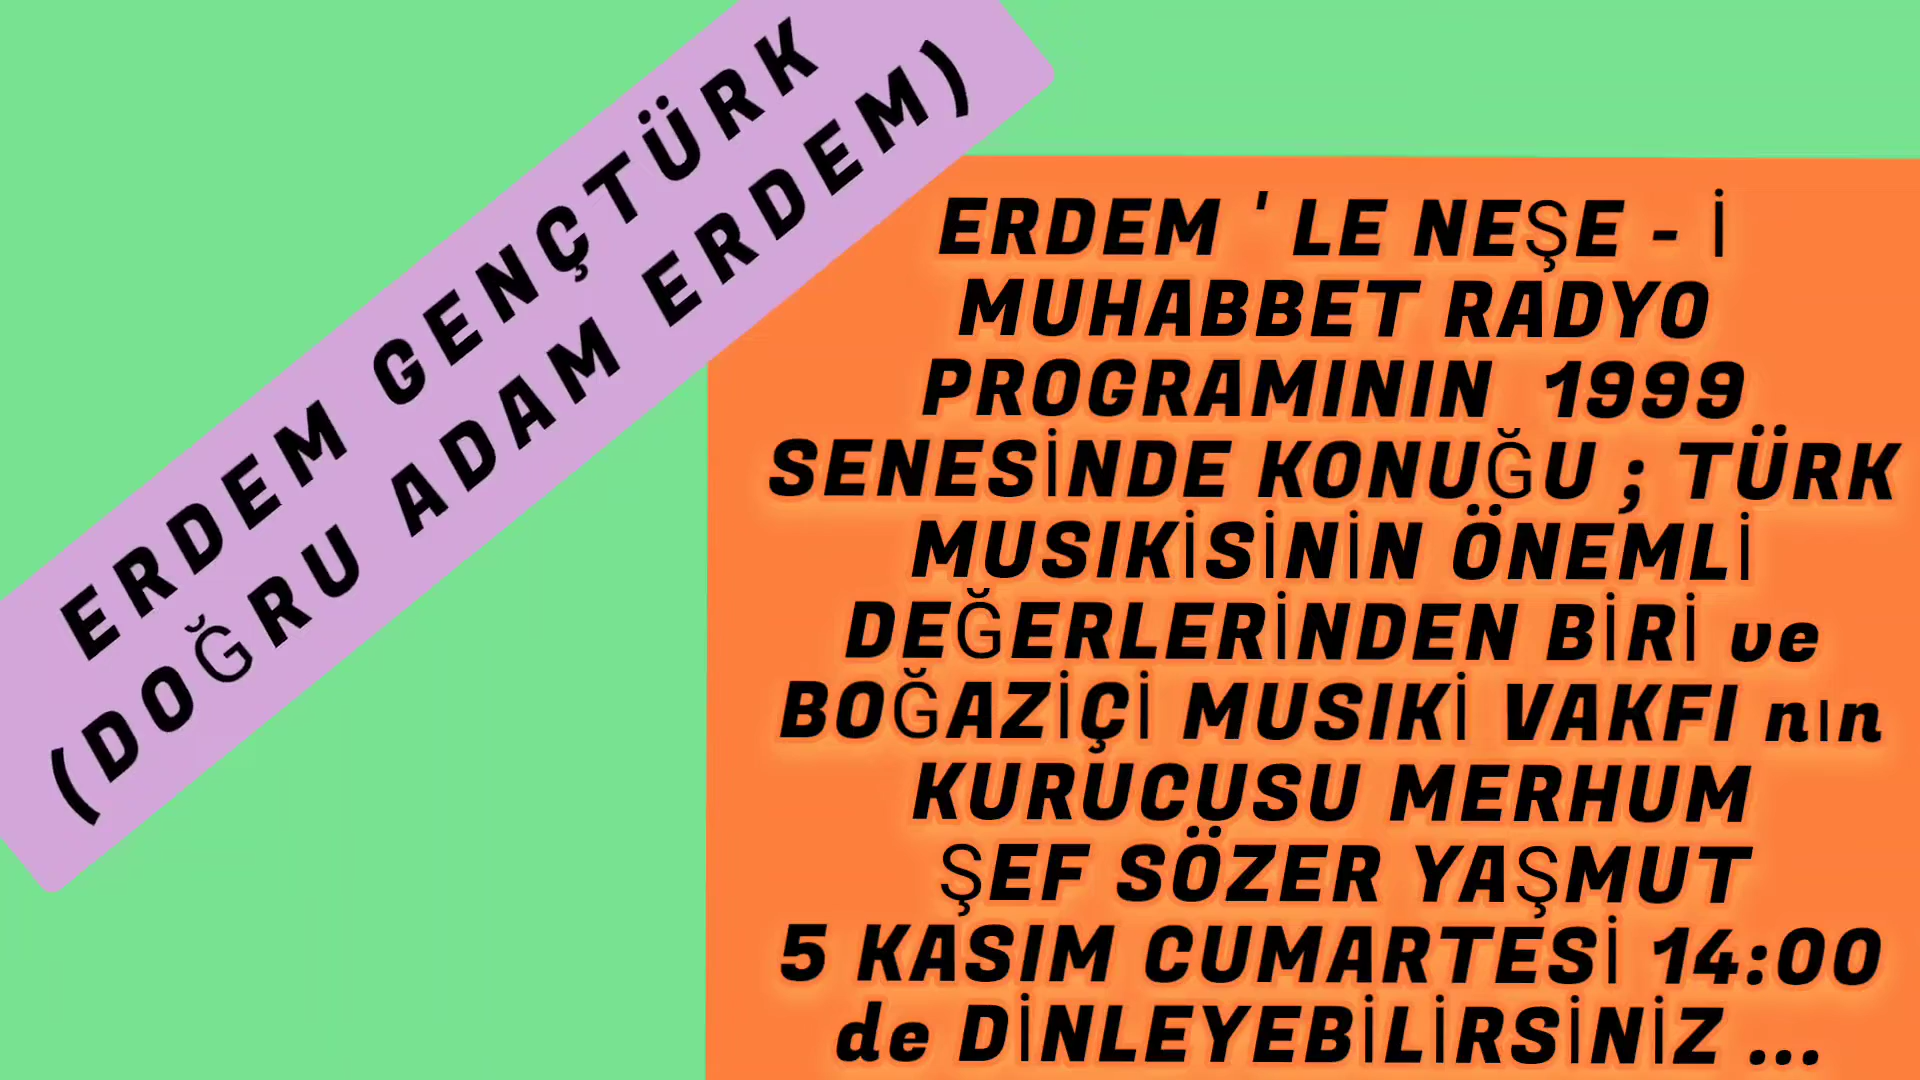 ERDEM GENÇTÜRK
(DOĞRU ADAM ERDEM)
ERDEM ' LE NEŞE - İ
MUHABBET RADYO
PROGRAMININ 1999
SENESİNDE KONUĞU ; TÜRK
MUSIKİSİNİN ÖNEMLİ
DEĞERLERİNDEN BİRİ ve
BOĞAZİÇİ MUSIKİ VAKFI nın
KURUCUSU MERHUM
ŞEF SÖZER YAŞMUT
5 KASIM CUMARTESİ 14:00
de DİNLEYEBİLİRSİNİZ ...